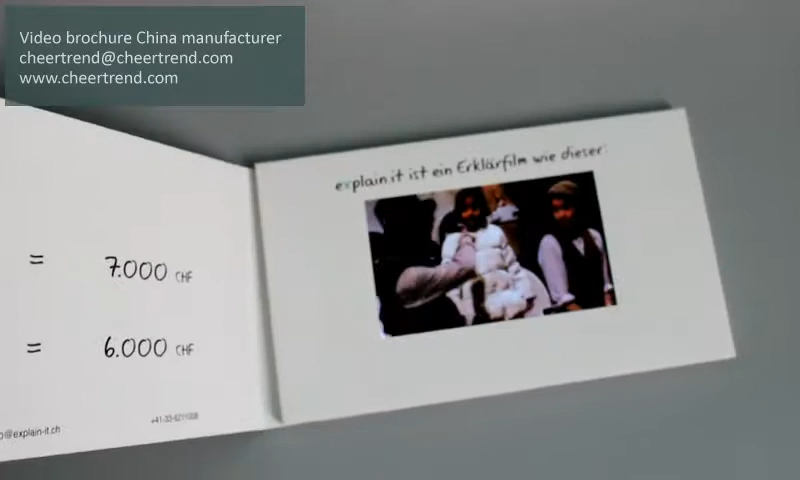 Video brochure China manufacturer
cheertrend@cheertrend.com
www.cheertrend.com
explain it ist ein Erklärfilm wie dieser:
= 7.000 CHF
= 6.000 CHF
@explain-it.ch